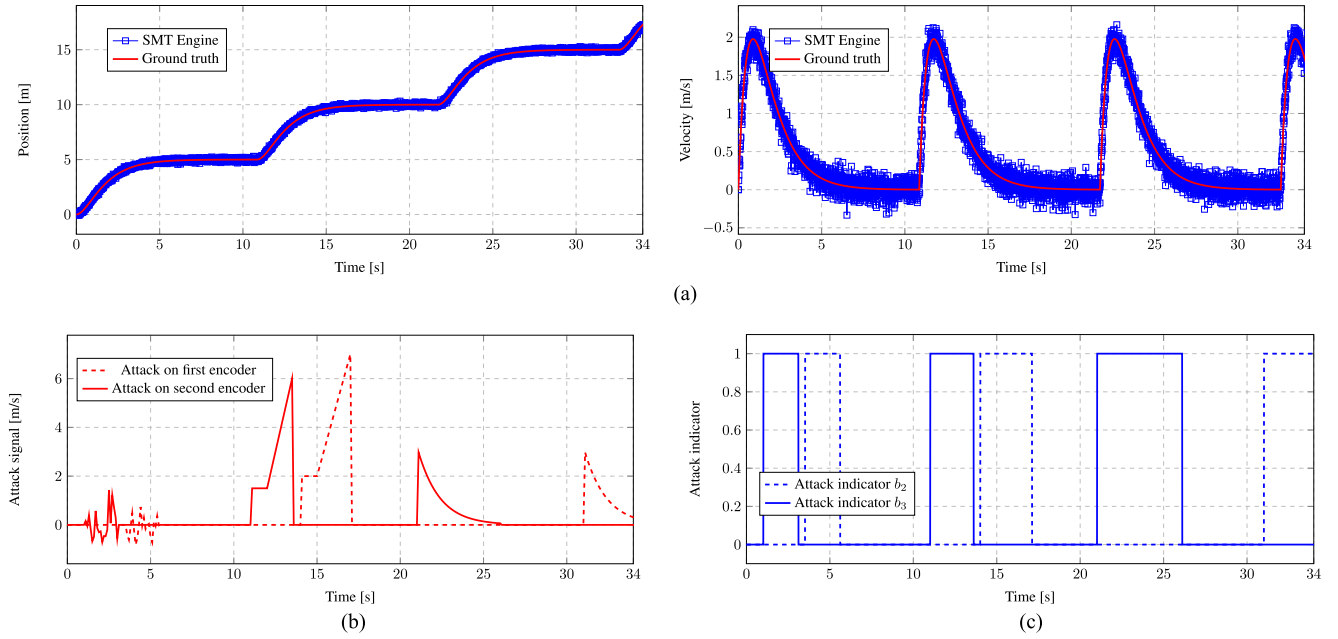 15
10
5
0
Position [m]
SMT Engine
Ground truth
0 5 10 15 20 25 30 34
Time [s]
2
1.5
1
0.5
0
−0.5
Velocity [m/s]
SMT Engine
Ground truth
0 5 10 15 20 25 30 34
Time [s]
(a)
6
4
2
0
Attack signal [m/s]
Attack on first encoder
Attack on second encoder
0 5 10 15 20 25 30 34
Time [s]
(b)
1
0.8
0.6
0.4
0.2
0
Attack indicator
Attack indicator b₂
Attack indicator b₃
0 5 10 15 20 25 30 34
Time [s]
(c)